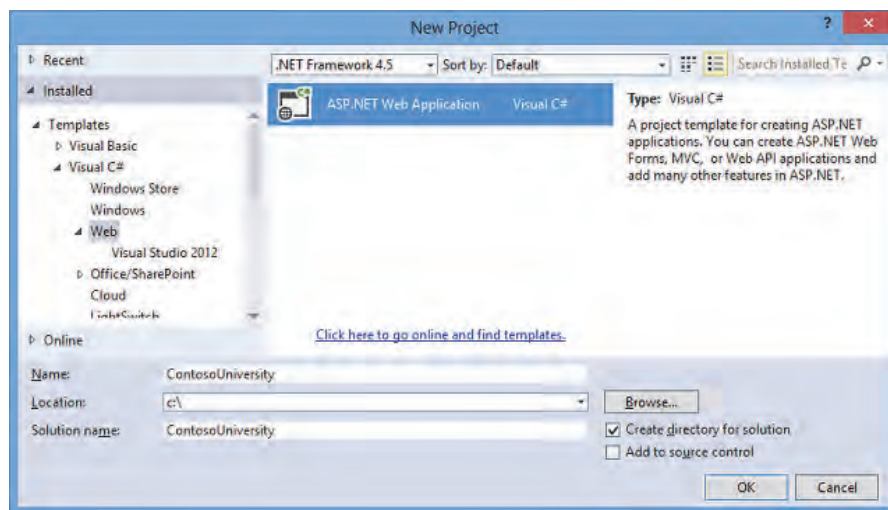 New Project
? ×
Recent
.NET Framework 4.5 Sort by: Default Search Installed Te
Installed
Templates
Visual Basic
Visual C#
Windows Store
Windows
Web
Visual Studio 2012
Office/SharePoint
Cloud
LightSwitch
Online
ASP.NET Web Application Visual C#
Type: Visual C#
A project template for creating ASP.NET
applications. You can create ASP.NET Web
Forms, MVC, or Web API applications and
add many other features in ASP.NET.
Click here to go online and find templates.
Name: ContosoUniversity
Location: c:\ Browse...
Solution name: ContosoUniversity
Create directory for solution
Add to source control
OK Cancel